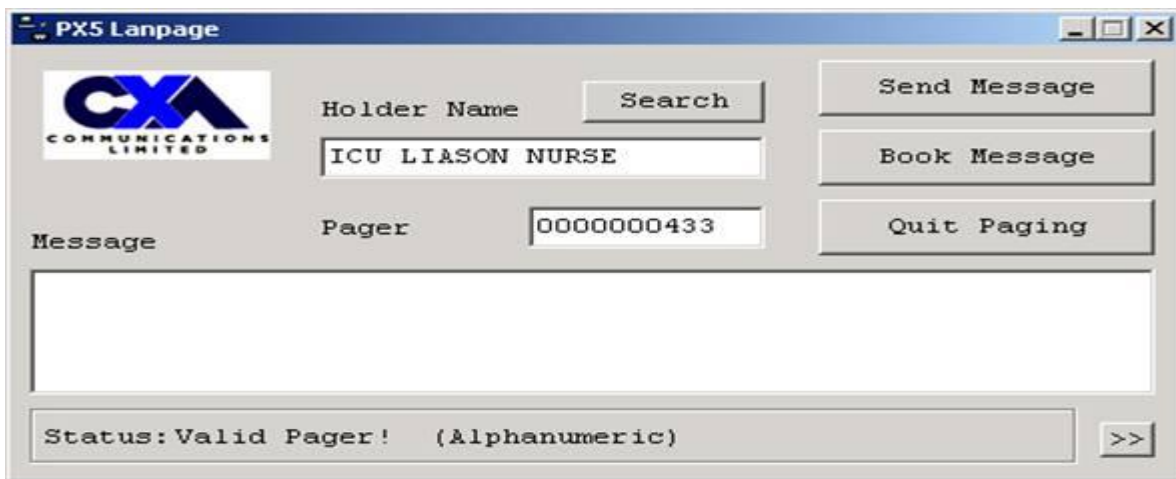 PX5 Lanpage
CXA
COMMUNICATIONS
LIMITED
Holder Name
Search
ICU LIASON NURSE
Pager
0000000433
Send Message
Book Message
Quit Paging
Message
Status:Valid Pager! (Alphanumeric)
>>